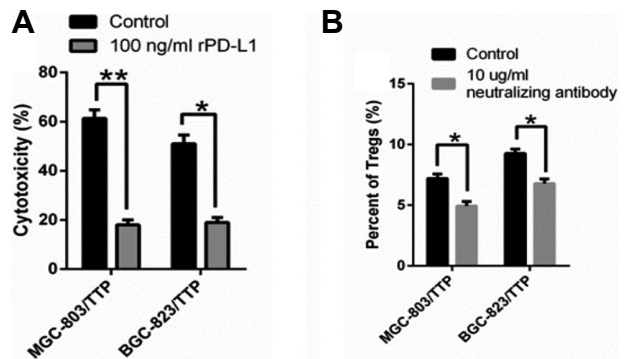 A
Control
100 ng/ml rPD-L1
Cytotoxicity (%)
80
60
40
20
0
**
*
MGC-803/TTP
BGC-823/TTP
B
Control
10 ug/ml
neutralizing antibody
Percent of Tregs (%)
15
10
5
0
*
*
MGC-803/TTP
BGC-823/TTP